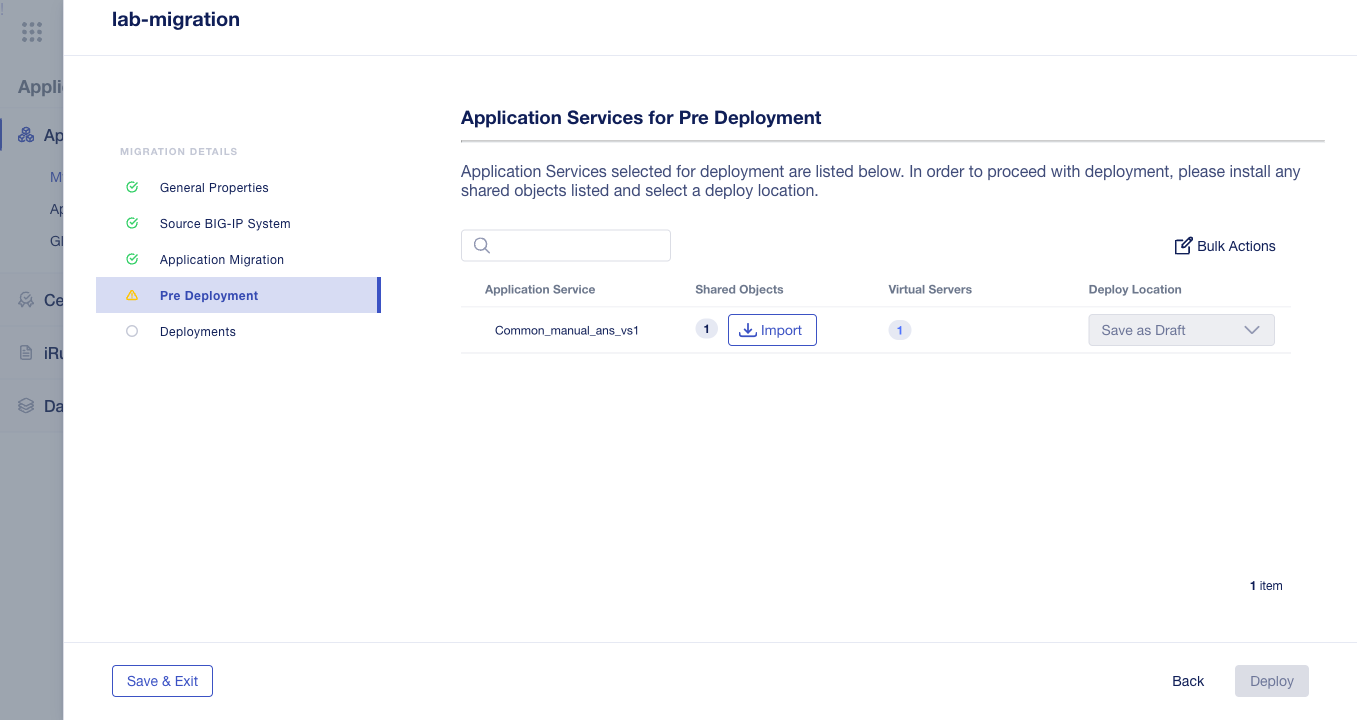 lab-migration
Appli
Ap
M
Ap
Gl
Ce
iRu
Da
MIGRATION DETAILS
General Properties
Source BIG-IP System
Application Migration
Pre Deployment
Deployments
Application Services for Pre Deployment
Application Services selected for deployment are listed below. In order to proceed with deployment, please install any
shared objects listed and select a deploy location.
Bulk Actions
Application Service Shared Objects Virtual Servers Deploy Location
Common_manual_ans_vs1 1 Import 1 Save as Draft
1 item
Save & Exit Back Deploy